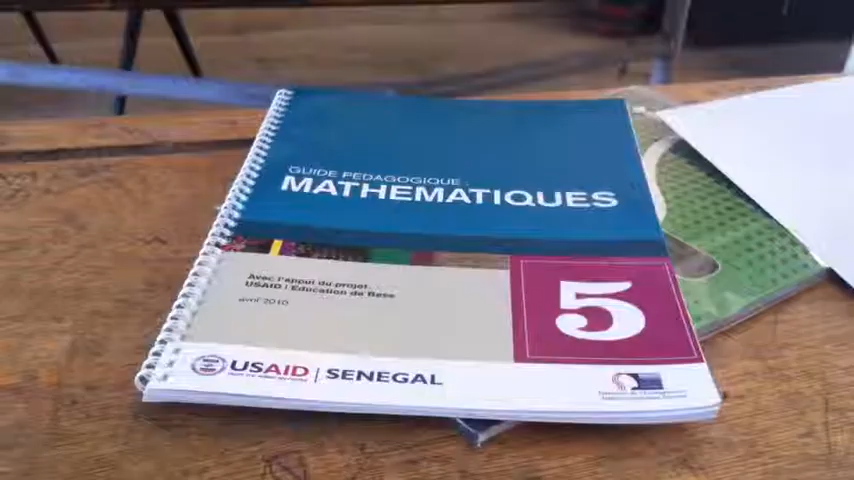 GUIDE PEDAGOGIQUE :
MATHEMATIQUES
Avec l'appui du projet
USAID / Education de Base
avril 2010
5
USAID | SENEGAL